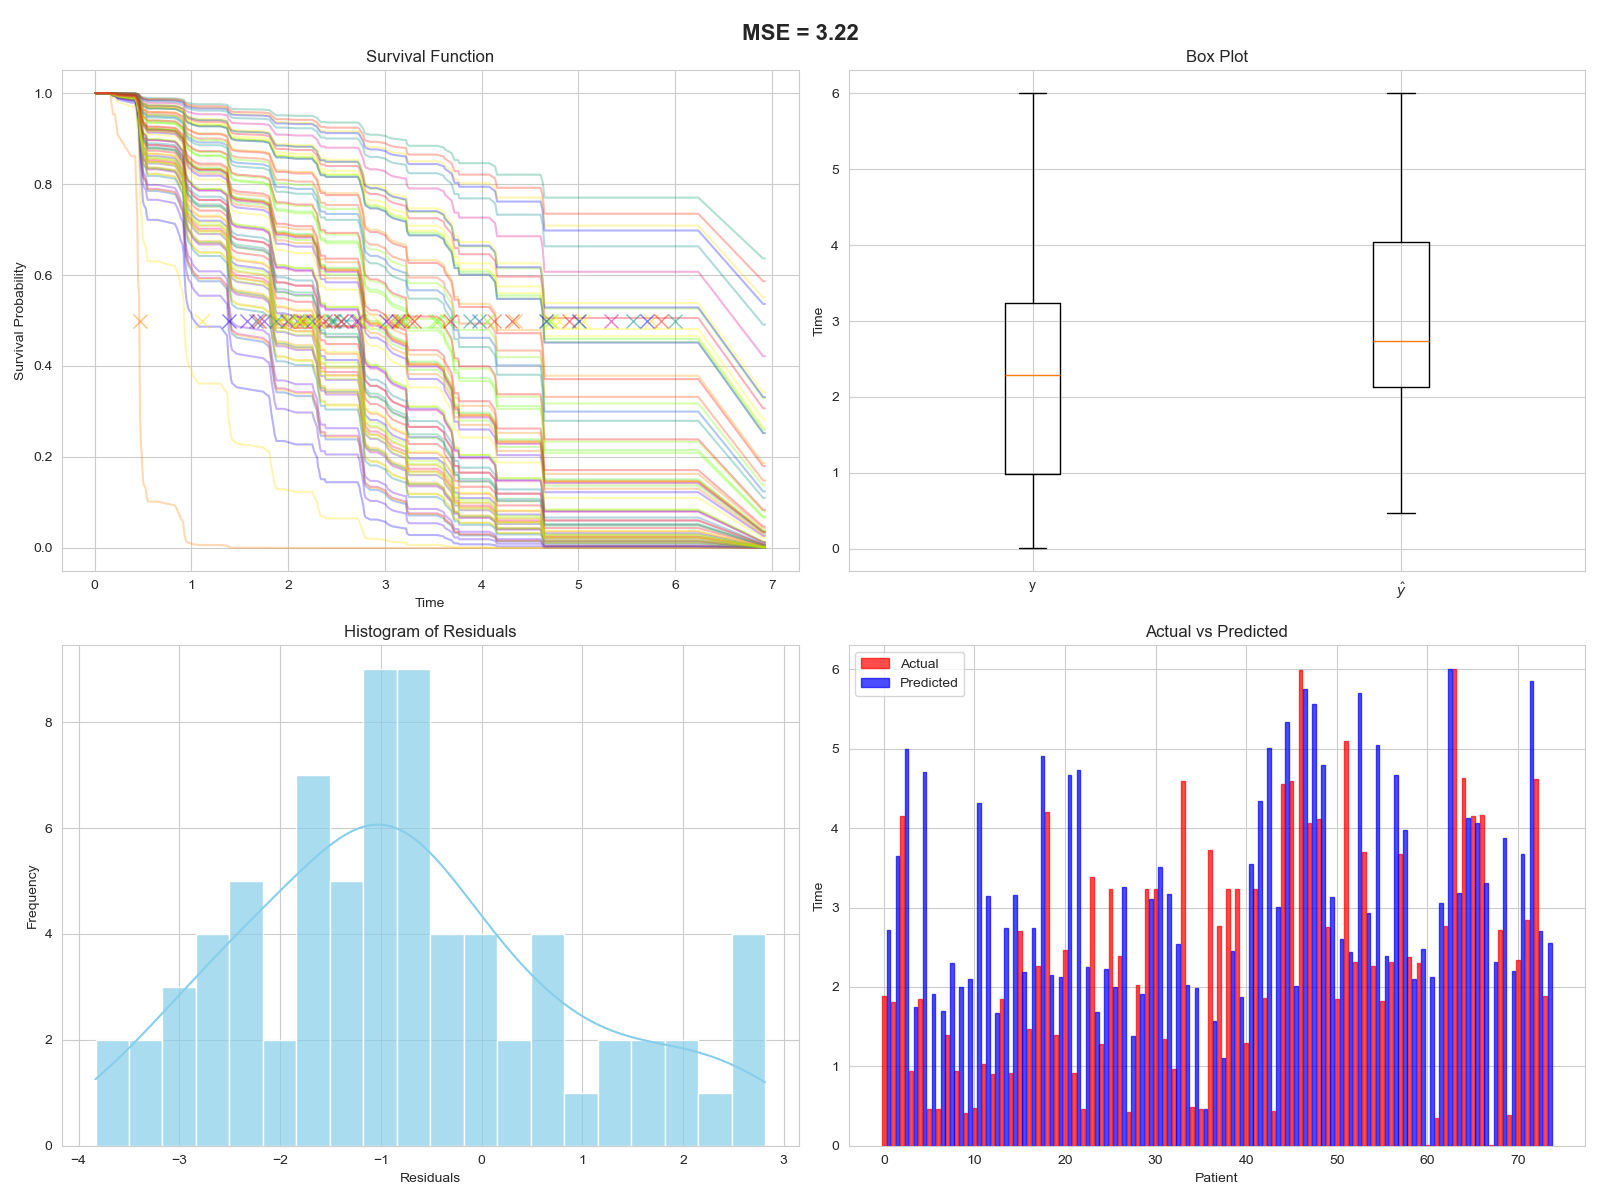 MSE = 3.22
Survival Function
Survival Probability
1.0
0.8
0.6
0.4
0.2
0.0
0 1 2 3 4 5 6 7
Time
Box Plot
Time
6
5
4
3
2
1
0
y ŷ
Histogram of Residuals
Frequency
8
6
4
2
0
−4 −3 −2 −1 0 1 2 3
Residuals
Actual vs Predicted
Actual
Predicted
Time
6
5
4
3
2
1
0
0 10 20 30 40 50 60 70
Patient